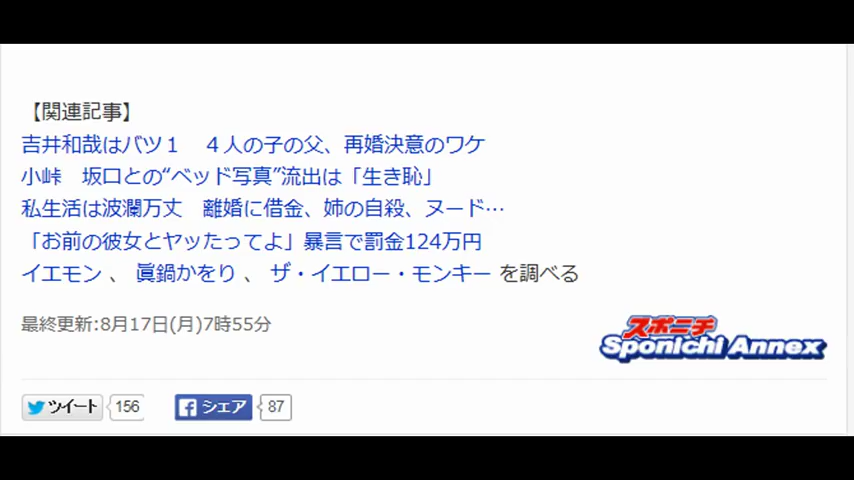 【関連記事】
吉井和哉はバツ１　４人の子の父、再婚決意のワケ
小峠　坂口との“ベッド写真”流出は「生き恥」
私生活は波瀾万丈　離婚に借金、姉の自殺、ヌード…
「お前の彼女とヤッたってよ」暴言で罰金124万円
イエモン 、 眞鍋かをり 、 ザ・イエロー・モンキー を調べる
最終更新:8月17日(月)7時55分
スポニチ
Sponichi Annex
ツイート 156 シェア 87